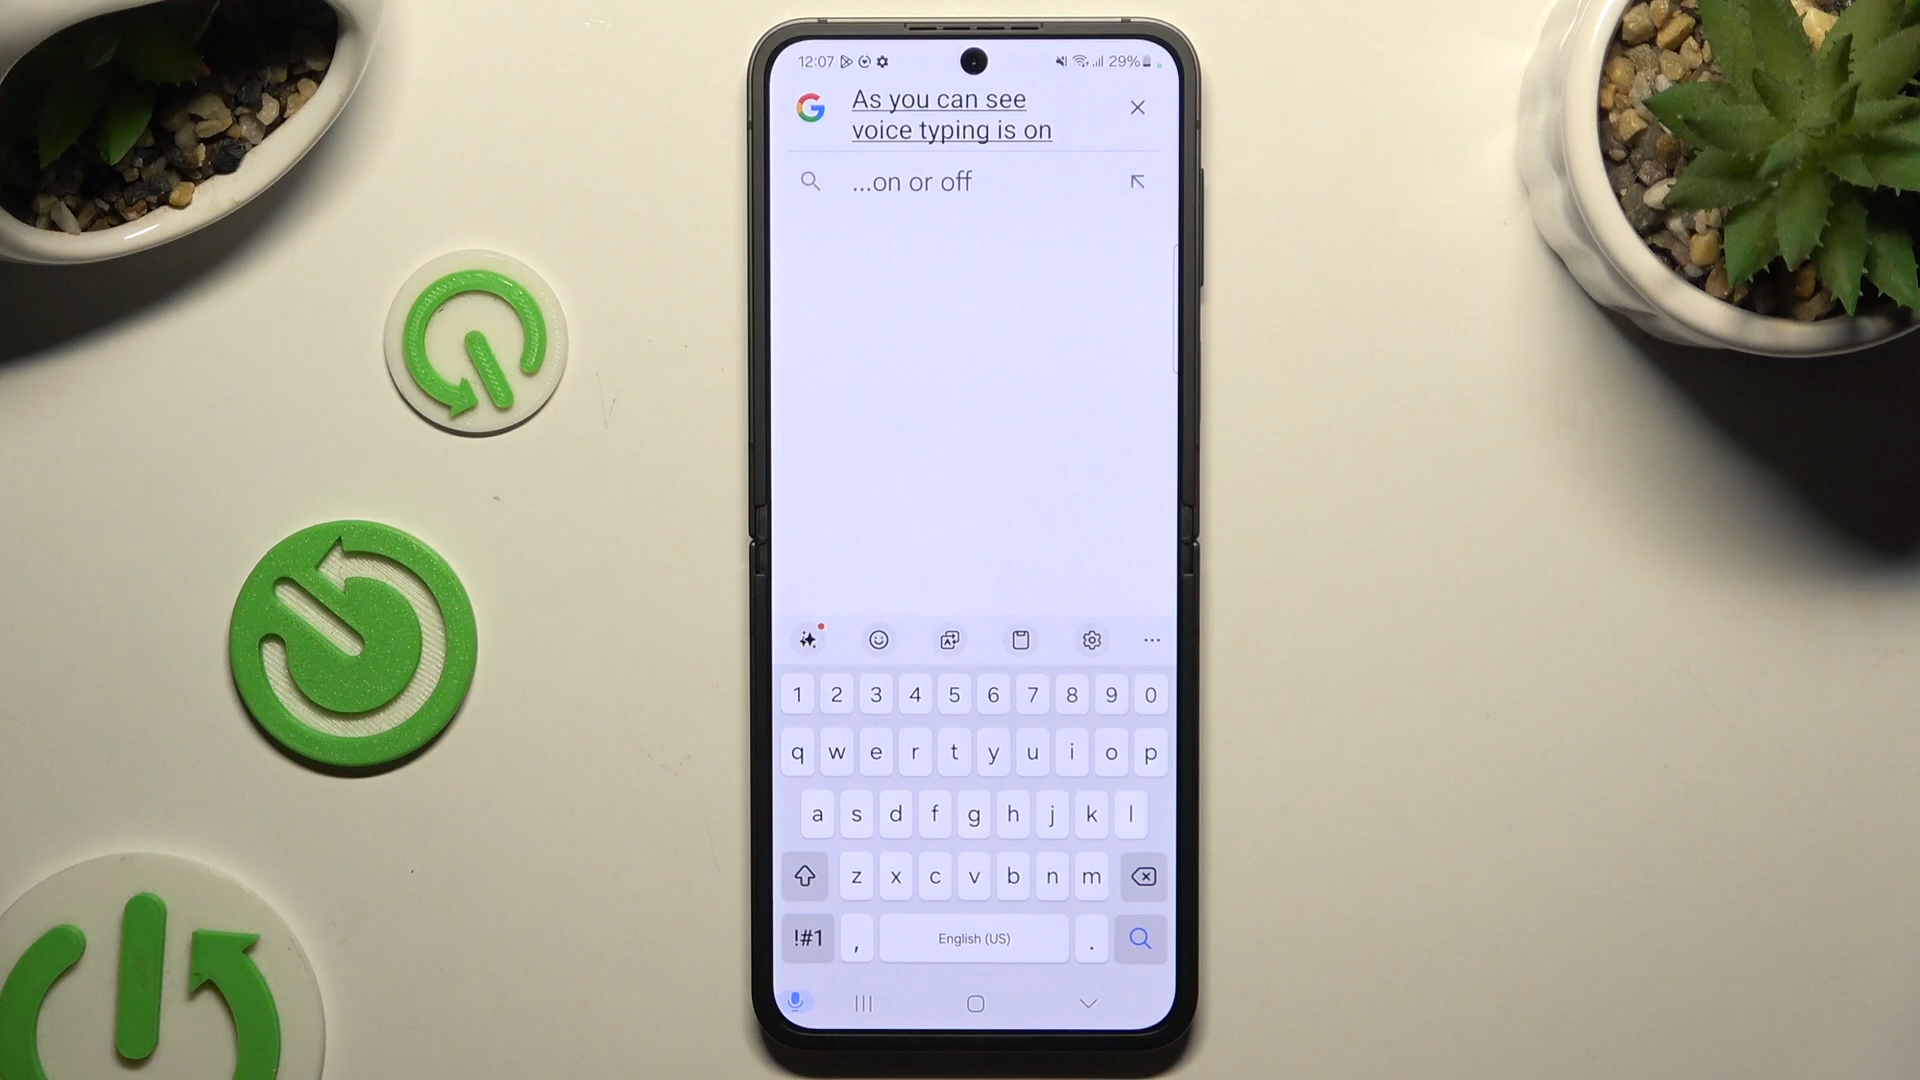 12:07 29%
As you can see
voice typing is on
...on or off
1 2 3 4 5 6 7 8 9 0
q w e r t y u i o p
a s d f g h j k l
z x c v b n m
!#1 , English (US) .